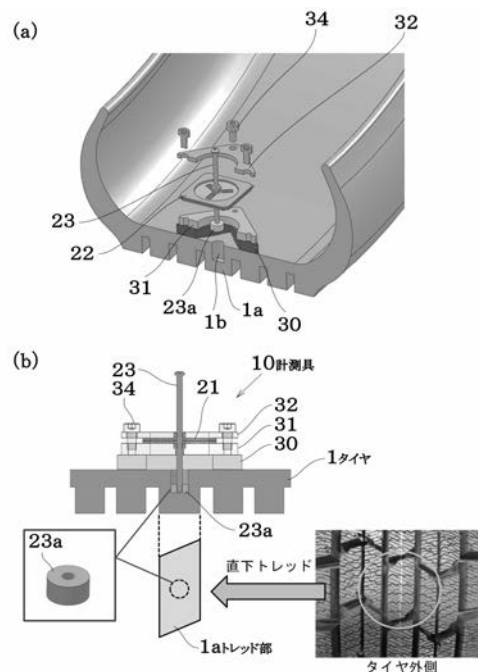 (a)
34
32
23
22
31
23a
1b
1a
30
(b)
23
34
21
10計測具
32
31
30
1タイヤ
23a
23a
直下トレッド
1aトレッド部
タイヤ外側